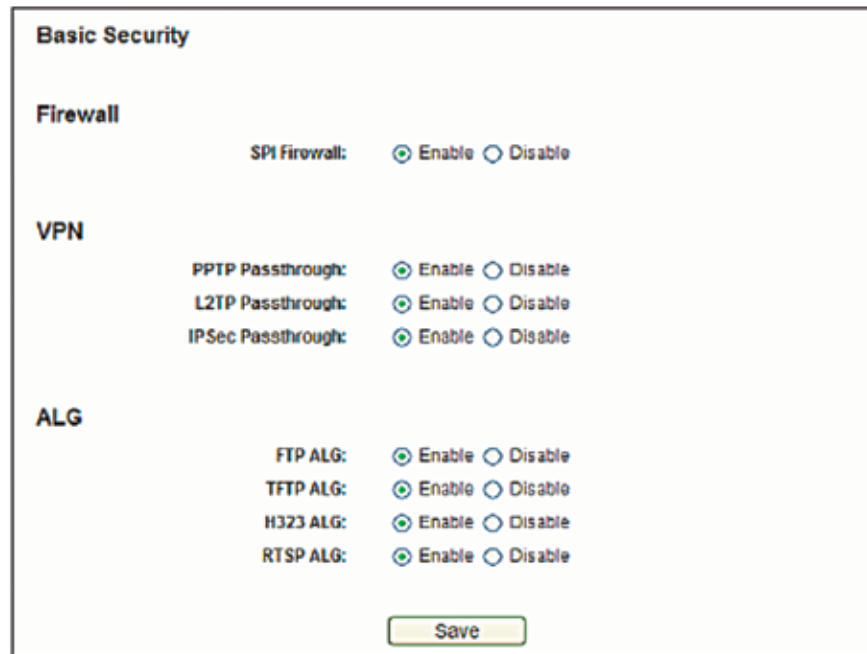 Basic Security
Firewall
SPI Firewall: Enable Disable
VPN
PPTP Passthrough: Enable Disable
L2TP Passthrough: Enable Disable
IPSec Passthrough: Enable Disable
ALG
FTP ALG: Enable Disable
TFTP ALG: Enable Disable
H323 ALG: Enable Disable
RTSP ALG: Enable Disable
Save